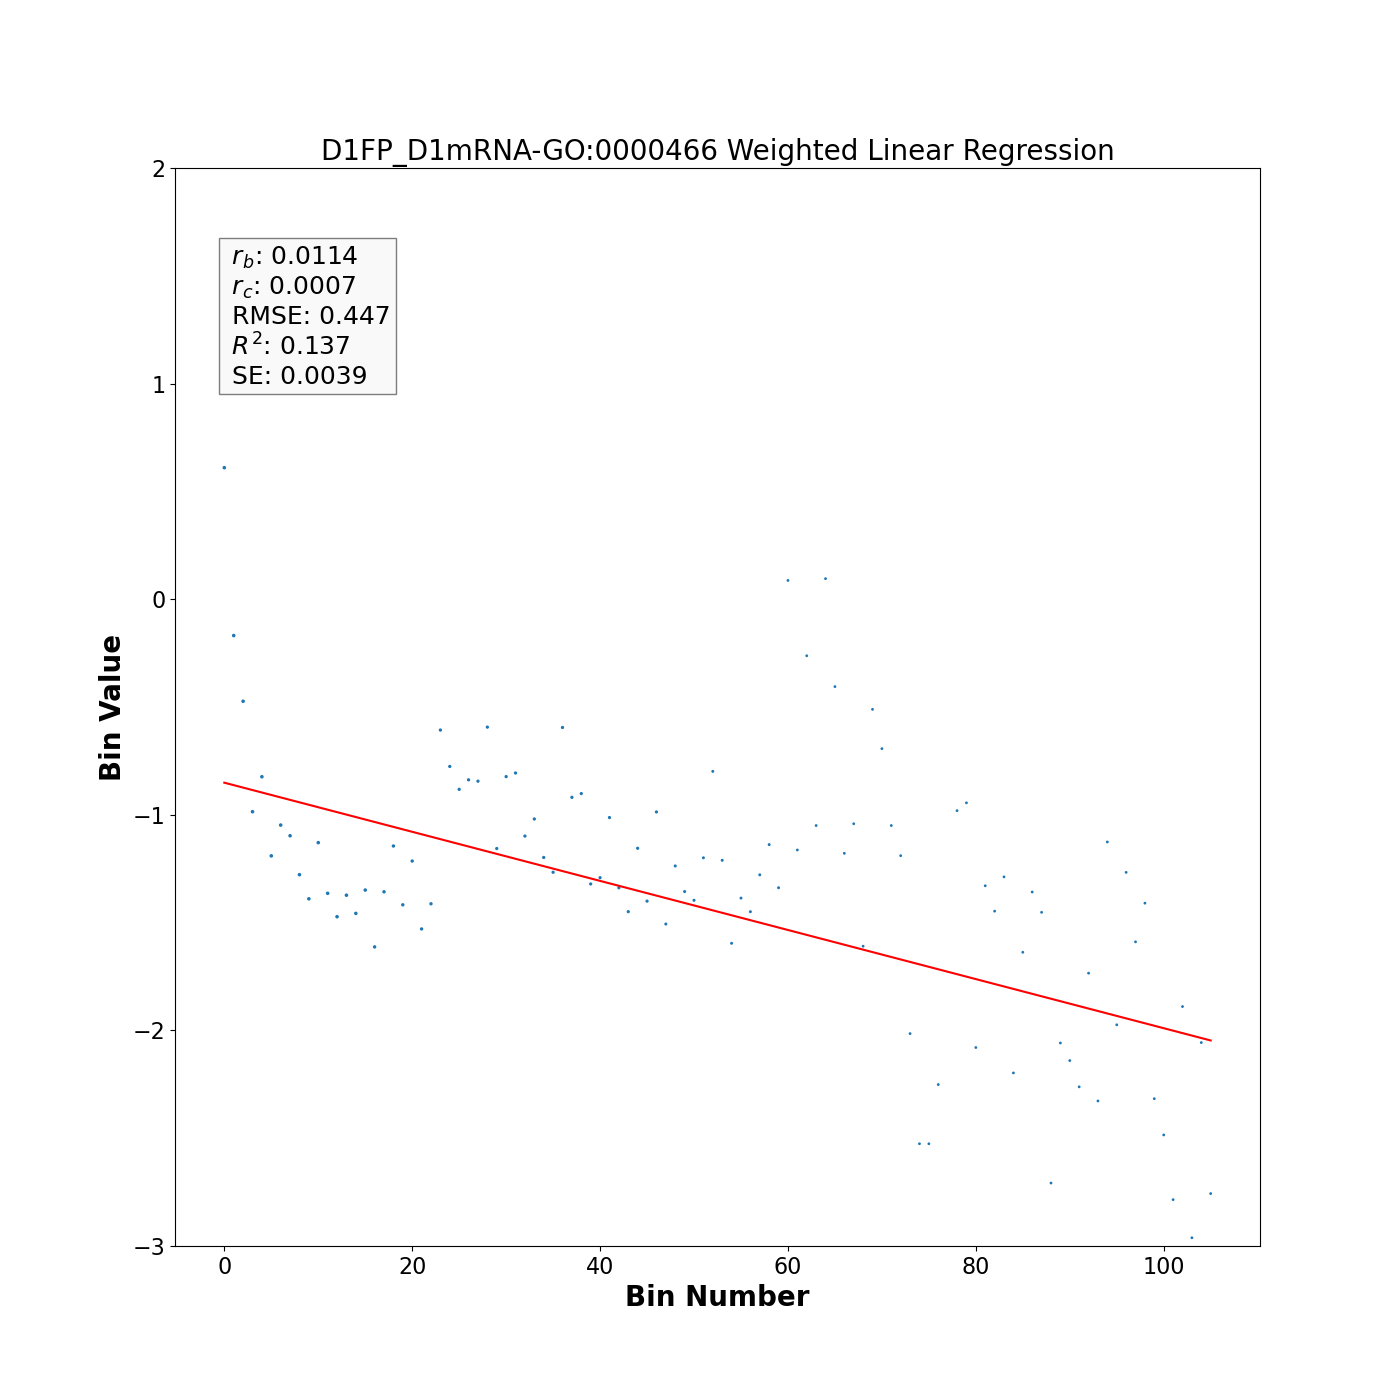 D1FP_D1mRNA-GO:0000466 Weighted Linear Regression
2
r_b: 0.0114
r_c: 0.0007
RMSE: 0.447
R²: 0.137
SE: 0.0039
1
0
−1
−2
−3
Bin Value
0 20 40 60 80 100
Bin Number